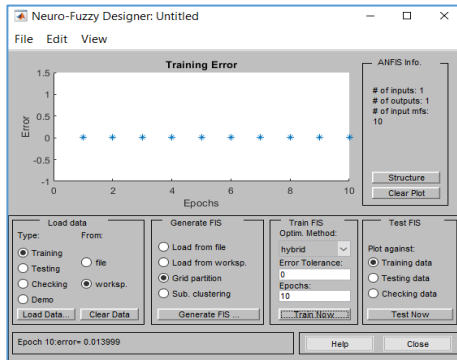 Neuro-Fuzzy Designer: Untitled
File Edit View
Training Error
1.5
1
0.5
0
-0.5
-1
Error
0 2 4 6 8 10
Epochs
ANFIS Info.
# of inputs: 1
# of outputs: 1
# of input mfs:
10
Structure
Clear Plot
Load data
Type: From:
Training
Testing
Checking
Demo
file
worksp.
Load Data... Clear Data
Generate FIS
Load from file
Load from worksp.
Grid partition
Sub. clustering
Generate FIS ...
Train FIS
Optim. Method:
hybrid
Error Tolerance:
0
Epochs:
10
Train Now
Test FIS
Plot against:
Training data
Testing data
Checking data
Test Now
Epoch 10:error= 0.013999
Help Close